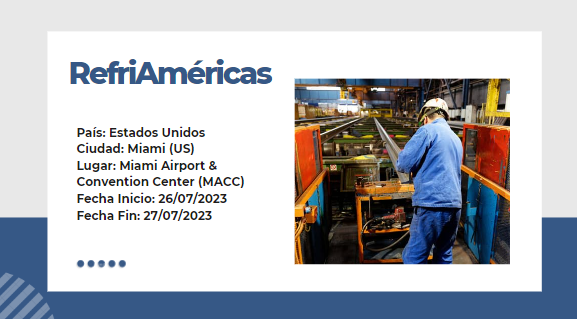 RefriAméricas
País: Estados Unidos
Ciudad: Miami (US)
Lugar: Miami Airport &
Convention Center (MACC)
Fecha Inicio: 26/07/2023
Fecha Fin: 27/07/2023